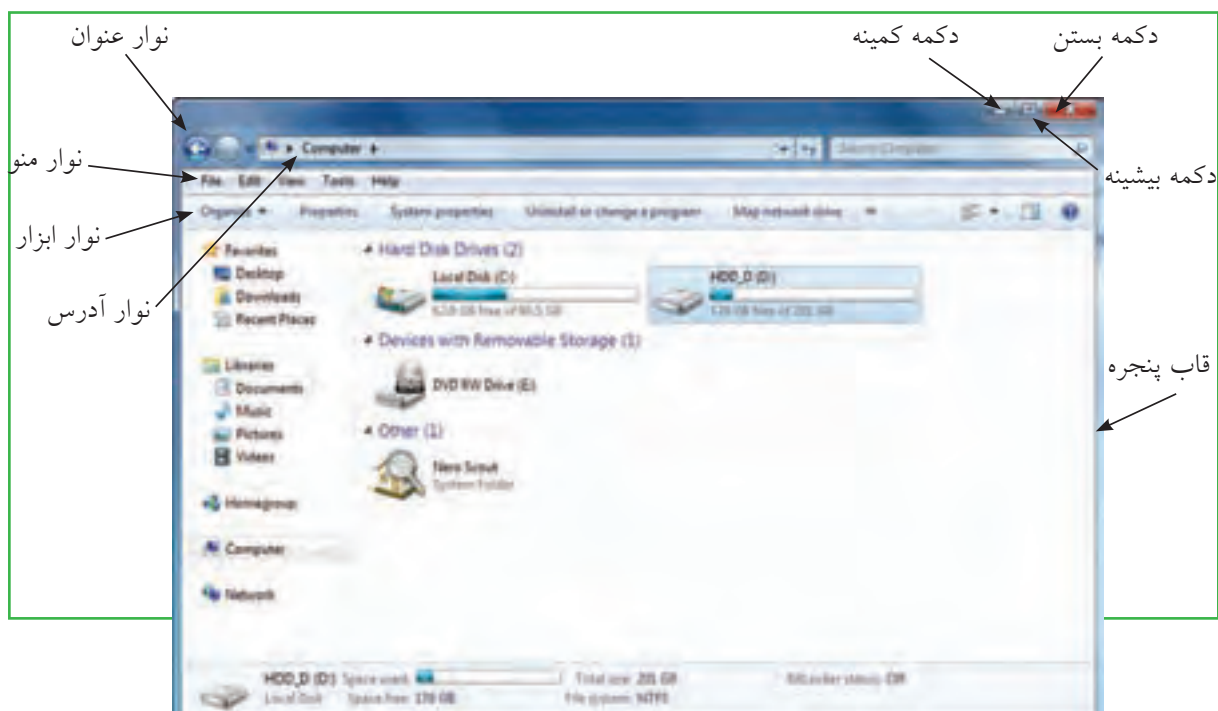 نوار عنوان
دکمه کمینه
دکمه بستن
Computer
نوار منو
دکمه بیشینه
File Edit View Tools Help
Organize Properties System properties Uninstall or change a program Map network drive
نوار ابزار
Favorites
Desktop
Downloads
Recent Places
نوار آدرس
Libraries
Documents
Music
Pictures
Videos
Homegroup
Computer
Network
Hard Disk Drives (2)
Local Disk (C:)
HDD_D (D:)
Devices with Removable Storage (1)
DVD RW Drive (E:)
Other (1)
Nero Scout
System Folder
قاب پنجره
HDD_D (D:) Space used: Total size: 201 GB BitLocker status: Off
Local Disk Space free: 178 GB File system: NTFS